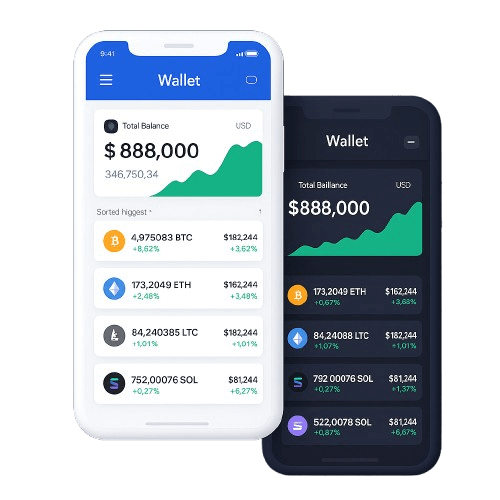 9:41
Wallet
Total Balance USD
$888,000
346,750,34
Sorted higgest
4,975083 BTC $182,244
+8,62% +3,62%
173,2049 ETH $162,244
+2,48% +3,48%
84,240385 LTC $182,244
+1,01% +1,01%
752,00076 SOL $81,244
+0,27% +6,27%
Wallet
Total Baillance USD
$888,000
173,2049 ETH $162,244
+0,67% +3,68%
84,24088 LTC $182,244
+1,07% +1,01%
792 00076 SOL $81,244
+0,27% +1,37%
522,0078 SOL $81,244
+0,87% +6,67%